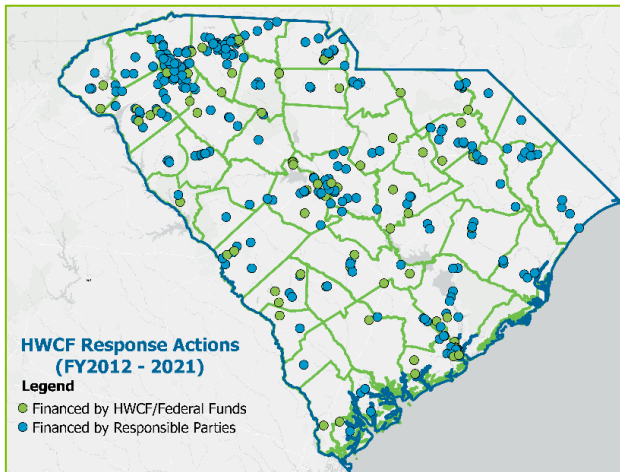 HWCF Response Actions
(FY2012 - 2021)
Legend
Financed by HWCF/Federal Funds
Financed by Responsible Parties